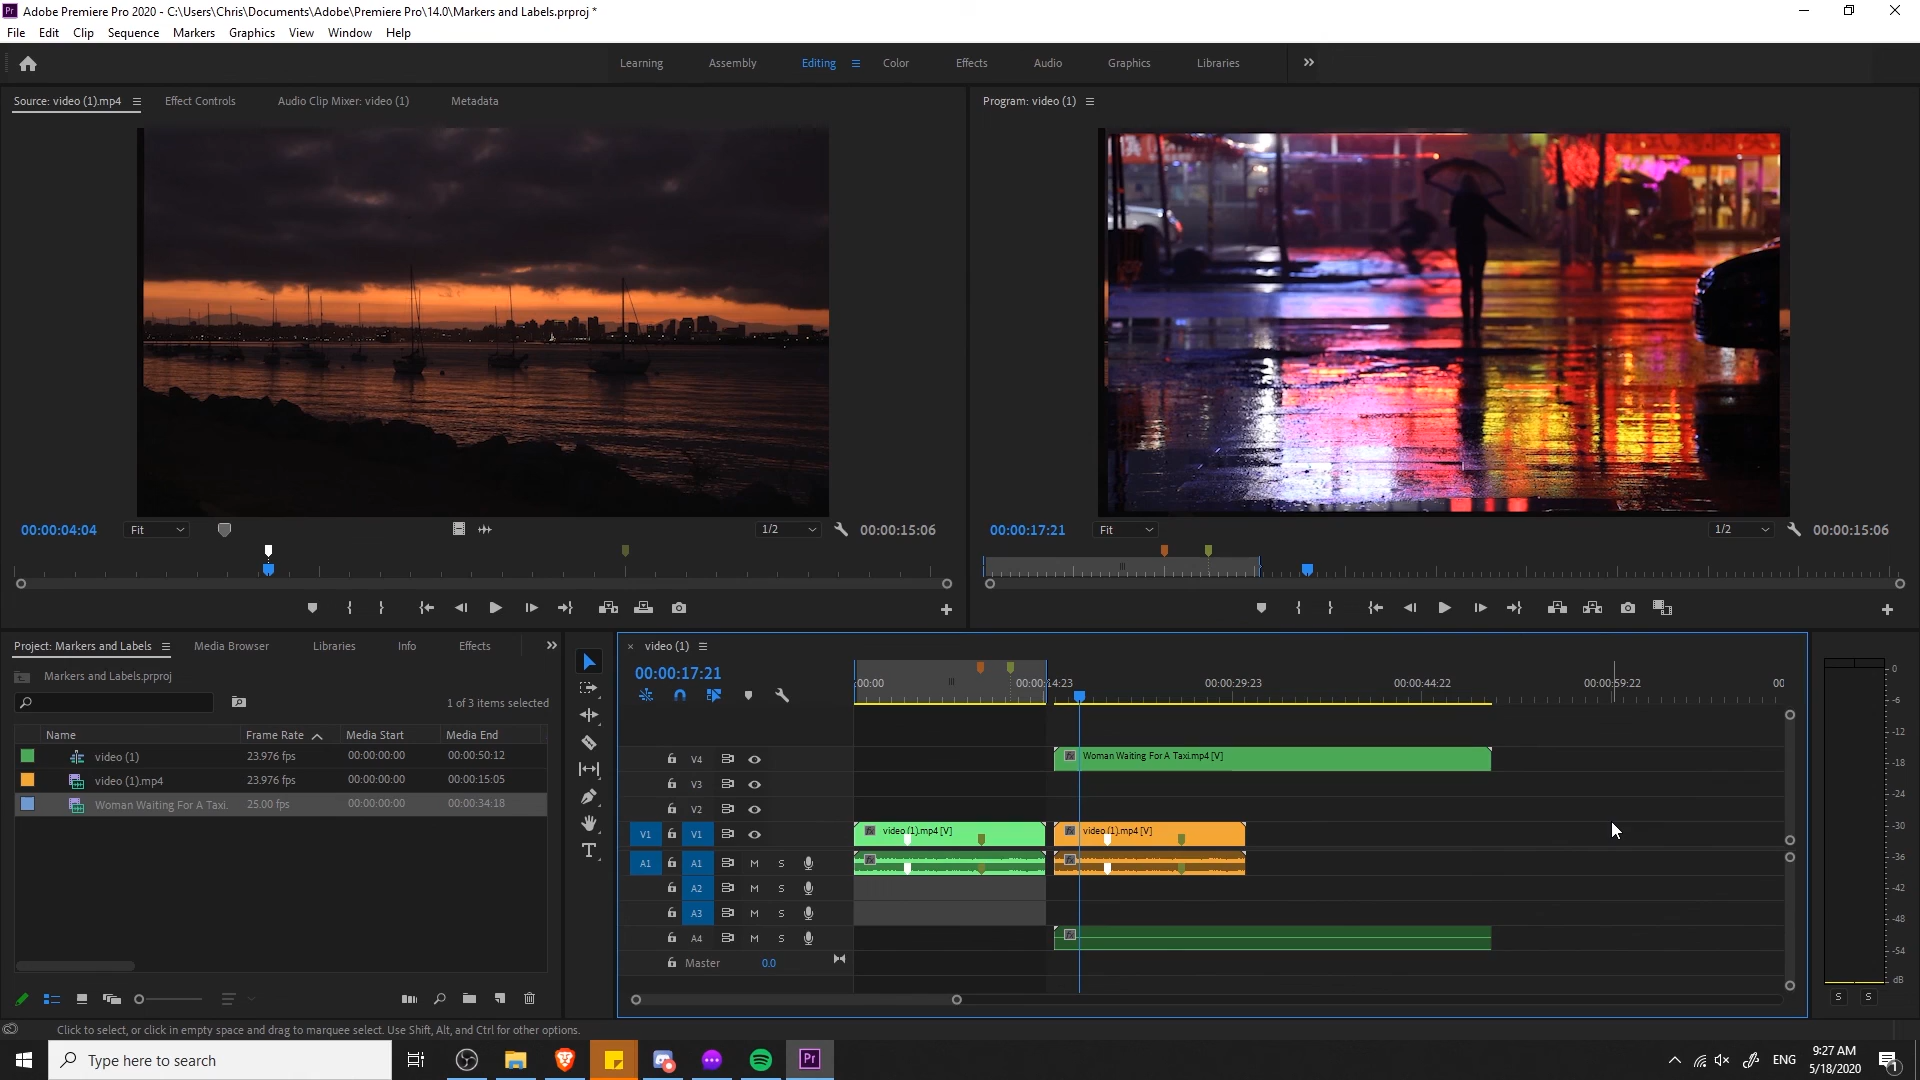 Adobe Premiere Pro 2020 - C:\Users\Chris\Documents\Adobe\Premiere Pro\14.0\Markers and Labels.prproj *
File Edit Clip Sequence Markers Graphics View Window Help
Learning Assembly Editing Color Effects Audio Graphics Libraries
Source: video (1).mp4 Effect Controls Audio Clip Mixer: video (1) Metadata
Program: video (1)
00:00:04:04 Fit 1/2 00:00:15:06
00:00:17:21 Fit 1/2 00:00:15:06
Project: Markers and Labels Media Browser Libraries Info Effects
Markers and Labels.prproj
1 of 3 items selected
Name Frame Rate Media Start Media End
video (1) 23.976 fps 00:00:00:00 00:00:50:12
video (1).mp4 23.976 fps 00:00:00:00 00:00:15:05
Woman Waiting For A Taxi. 25.00 fps 00:00:00:00 00:00:34:18
video (1)
00:00:17:21
:00:00 00:00:14:23 00:00:29:23 00:00:44:22 00:00:59:22 00
V4 Woman Waiting For A Taxi.mp4 [V]
V3
V2
V1 V1 video (1).mp4 [V] video (1).mp4 [V]
A1 A1 M S
A2 M S
A3 M S
A4 M S
Master 0.0
0
-6
-12
-18
-24
-30
-36
-42
-48
-54
dB
S S
Click to select, or click in empty space and drag to marquee select. Use Shift, Alt, and Ctrl for other options.
Type here to search
Pr
ENG
9:27 AM
5/18/2020
1